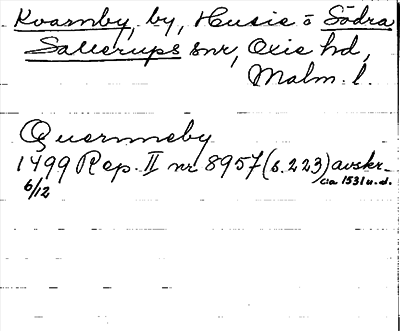 Kvarnby, by, Husie o Södra
Sallerups snr, Oxie hd,
Malm. l.
Quernneby
1499 Rep. II nr 8957 (s. 223) avskr.
6/12 ca 1531 u. d.